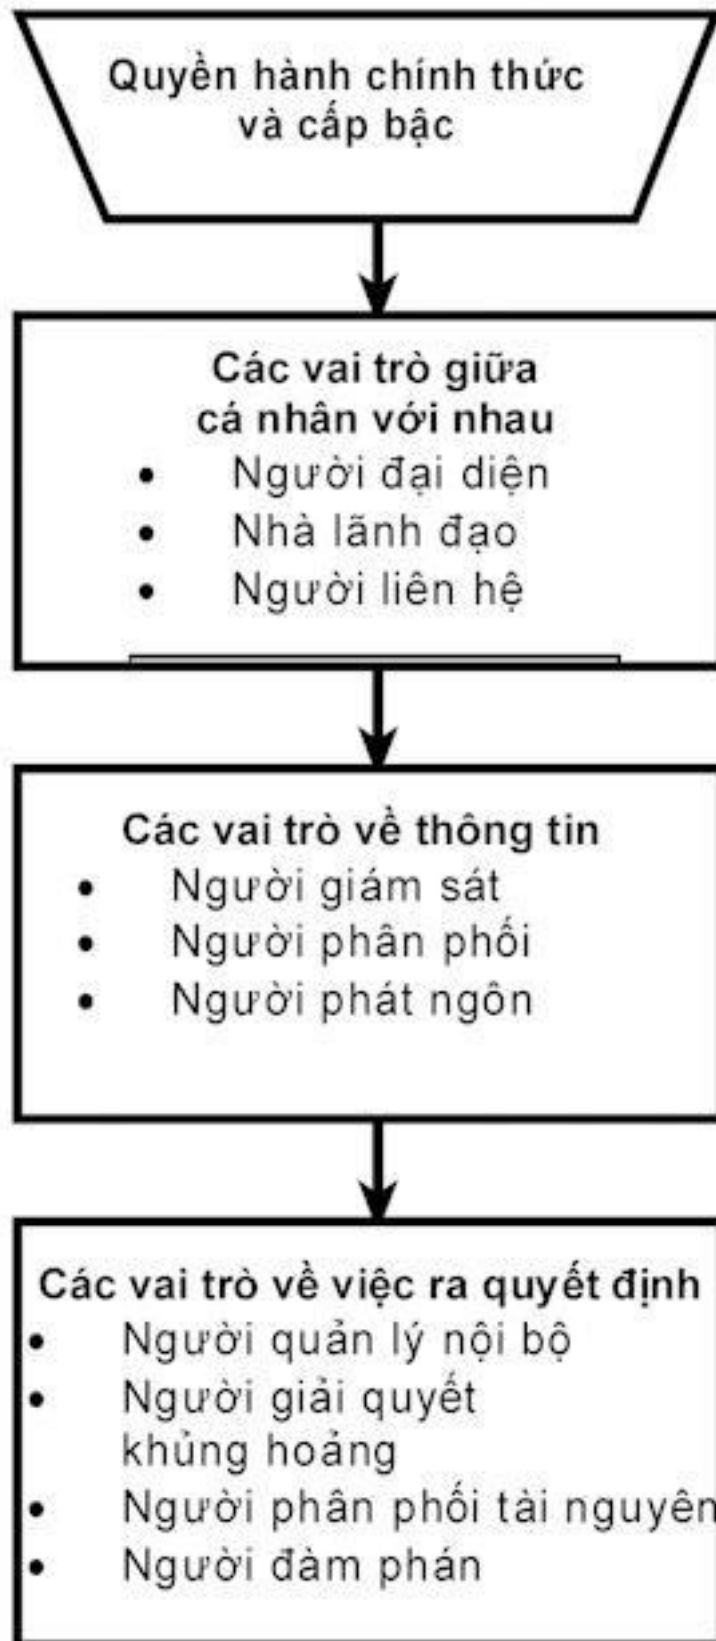 Quyền hành chính thức
và cấp bậc
Các vai trò giữa
cá nhân với nhau
• Người đại diện
• Nhà lãnh đạo
• Người liên hệ
Các vai trò về thông tin
• Người giám sát
• Người phân phối
• Người phát ngôn
Các vai trò về việc ra quyết định
• Người quản lý nội bộ
• Người giải quyết
khủng hoảng
• Người phân phối tài nguyên
• Người đàm phán